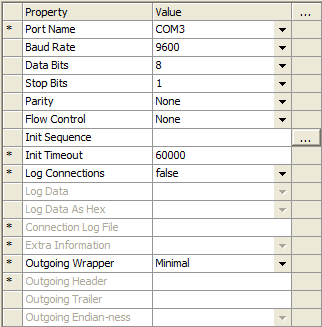 Property Value ...
* Port Name COM3
Baud Rate 9600
Data Bits 8
Stop Bits 1
Parity None
Flow Control None
Init Sequence ...
* Init Timeout 60000
* Log Connections false
Log Data
Log Data As Hex
* Connection Log File
* Extra Information
* Outgoing Wrapper Minimal
* Outgoing Header
Outgoing Trailer
Outgoing Endian-ness